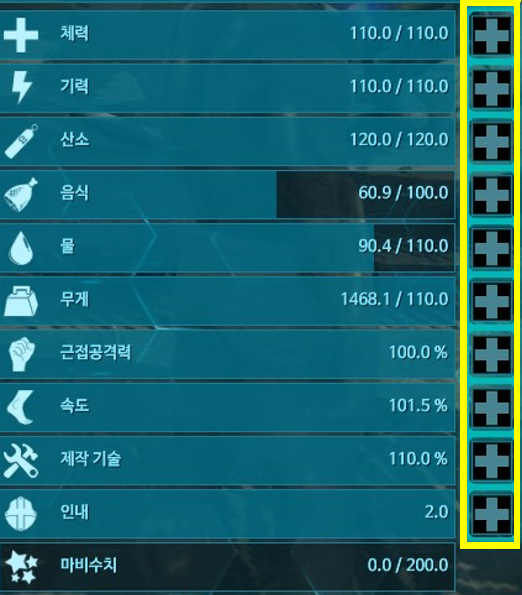 체력 110.0 / 110.0
기력 110.0 / 110.0
산소 120.0 / 120.0
음식 60.9 / 100.0
물 90.4 / 110.0
무게 1468.1 / 110.0
근접공격력 100.0 %
속도 101.5 %
제작 기술 110.0 %
인내 2.0
마비수치 0.0 / 200.0